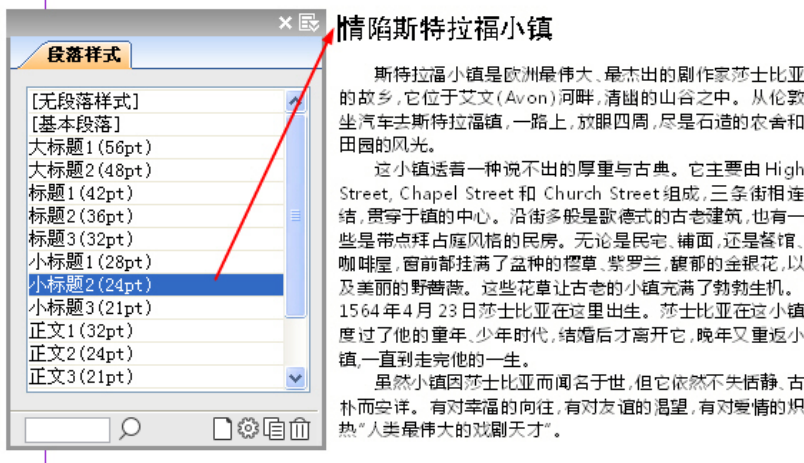 段落样式
[无段落样式]
[基本段落]
大标题1(56pt)
大标题2(48pt)
标题1(42pt)
标题2(36pt)
标题3(32pt)
小标题1(28pt)
小标题2(24pt)
小标题3(21pt)
正文1(32pt)
正文2(24pt)
正文3(21pt)
情陷斯特拉福小镇
斯特拉福小镇是欧洲最伟大、最杰出的剧作家莎士比亚
的故乡,它位于艾文(Avon)河畔,清幽的山谷之中。从伦敦
坐汽车去斯特拉福镇,一路上,放眼四周,尽是石造的农舍和
田园的风光。
这小镇透着一种说不出的厚重与古典。它主要由High
Street, Chapel Street和 Church Street组成,三条街相连
结,贯穿于镇的中心。沿街多般是歌德式的古老建筑,也有一
些是带点拜占庭风格的民房。无论是民宅、铺面,还是餐馆、
咖啡屋,窗前都挂满了盆种的樱草、紫罗兰,馥郁的金银花,以
及美丽的野蔷薇。这些花草让古老的小镇充满了勃勃生机。
1564年4月23日莎士比亚在这里出生。莎士比亚在这小镇
度过了他的童年、少年时代,结婚后才离开它,晚年又重返小
镇,一直到走完他的一生。
虽然小镇因莎士比亚而闻名于世,但它依然不失恬静、古
朴而安详。有对幸福的向往,有对友谊的渴望,有对爱情的炽
热“人类最伟大的戏剧天才”。